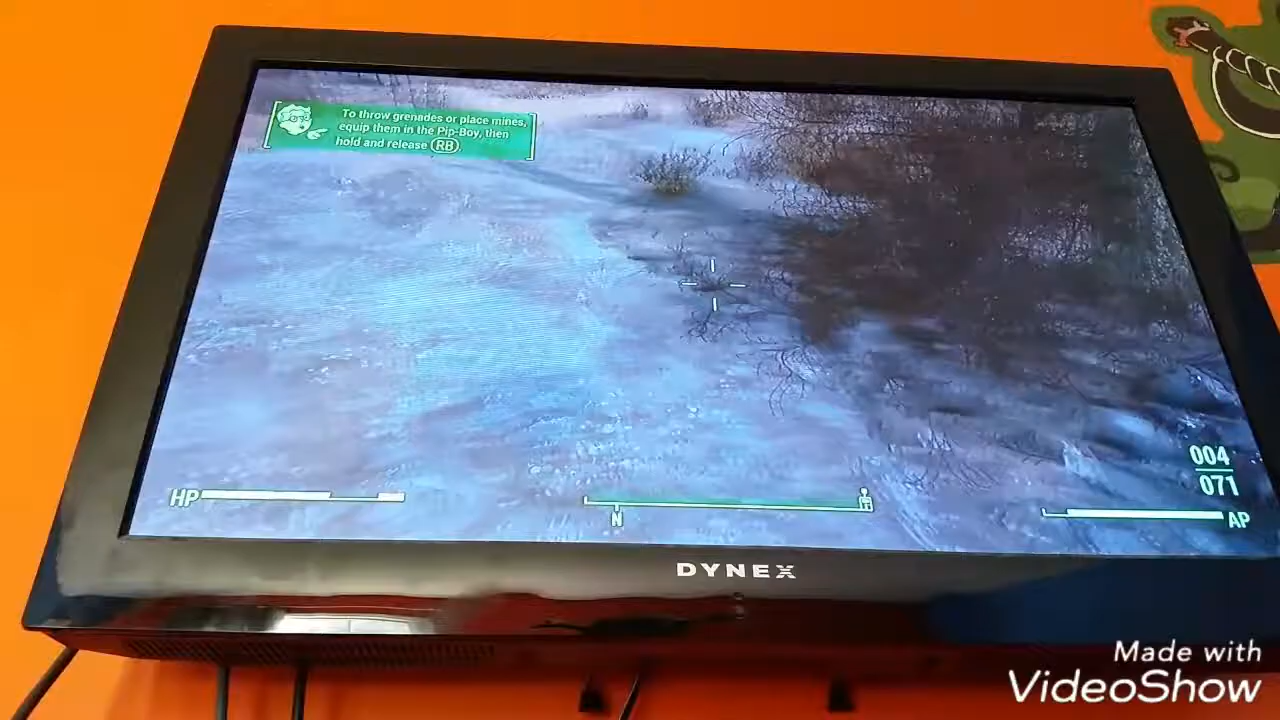 To throw grenades or place mines,
equip them in the Pip-Boy, then
hold and release (RB).
HP
N
004
071
AP
DYNEX
Made with
VideoShow